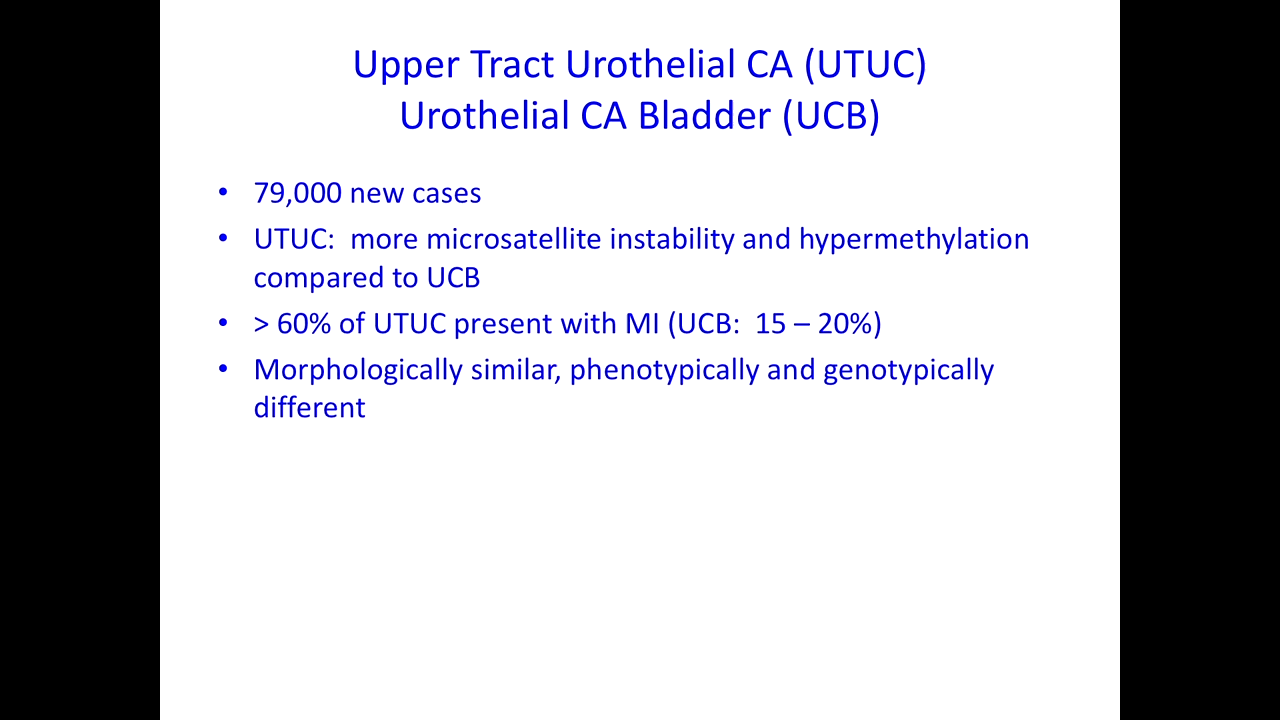 Upper Tract Urothelial CA (UTUC)
Urothelial CA Bladder (UCB)
• 79,000 new cases
• UTUC:  more microsatellite instability and hypermethylation
compared to UCB
• > 60% of UTUC present with MI (UCB:  15 – 20%)
• Morphologically similar, phenotypically and genotypically
different